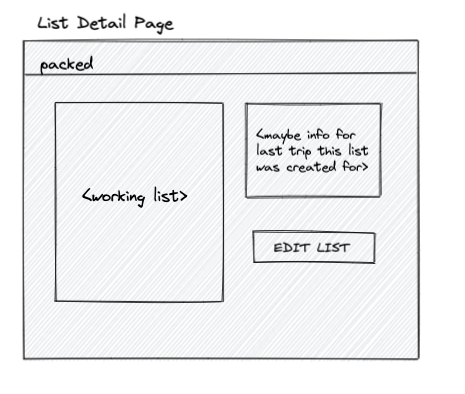 List Detail Page
packed
<working list>
<maybe info for
last trip this list
was created for>
EDIT LIST